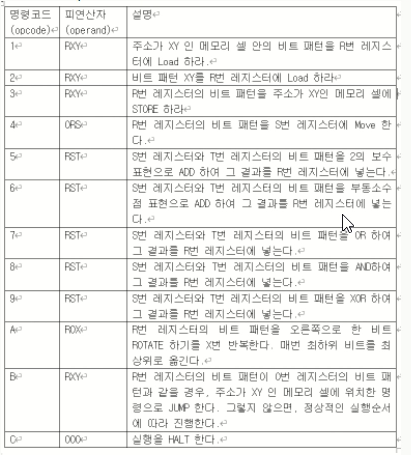 명령코드 피연산자 설명
(opcode) (operand)
1 RXY 주소가 XY 인 메모리 셀 안의 비트 패턴을 R번 레지스
터에 Load 하라.
2 RXY 비트 패턴 XY를 R번 레지스터에 Load 하라
3 RXY R번 레지스터의 비트 패턴을 주소가 XY인 메모리 셀에
STORE 하라
4 0RS R번 레지스터의 비트 패턴을 S번 레지스터에 Move 한
다.
5 RST S번 레지스터와 T번 레지스터의 비트 패턴을 2의 보수
표현으로 ADD 하여 그 결과를 R번 레지스터에 넣는다.
6 RST S번 레지스터와 T번 레지스터의 비트 패턴을 부동소수
점 표현으로 ADD 하여 그 결과를 R번 레지스터에 넣는
다.
7 RST S번 레지스터와 T번 레지스터의 비트 패턴을 OR 하여
그 결과를 R번 레지스터에 넣는다.
8 RST S번 레지스터와 T번 레지스터의 비트 패턴을 AND하여
그 결과를 R번 레지스터에 넣는다.
9 RST S번 레지스터와 T번 레지스터의 비트 패턴을 XOR 하여
그 결과를 R번 레지스터에 넣는다.
A R0X R번 레지스터의 비트 패턴을 오른쪽으로 한 비트
ROTATE 하기를 X번 반복한다. 매번 최하위 비트를 최
상위로 옮긴다.
B RXY R번 레지스터의 비트 패턴이 0번 레지스터의 비트 패
턴과 같을 경우, 주소가 XY 인 메모리 셀에 위치한 명
령으로 JUMP 한다. 그렇지 않으면, 정상적인 실행순서
에 따라 진행한다.
C 000 실행을 HALT 한다.